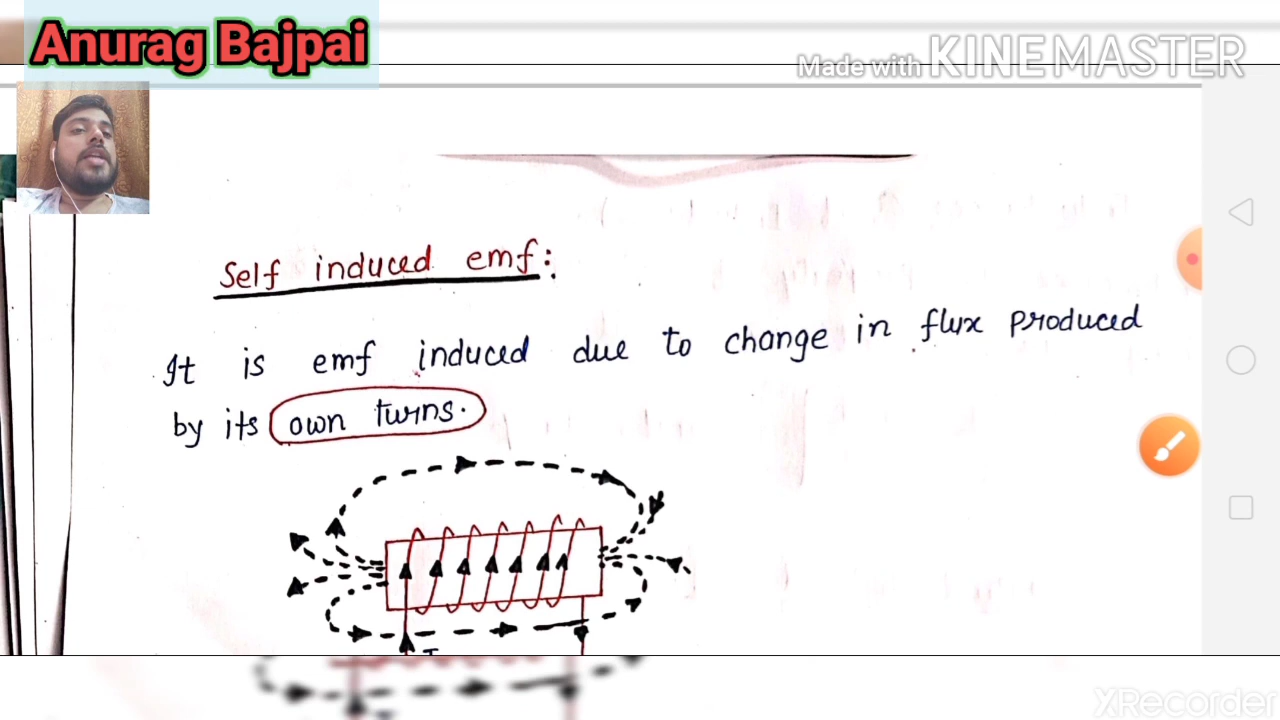 Anurag Bajpai
Made with KINEMASTER
Self induced emf:
It is emf induced due to change in flux produced
by its own turns.
I
XRecorder